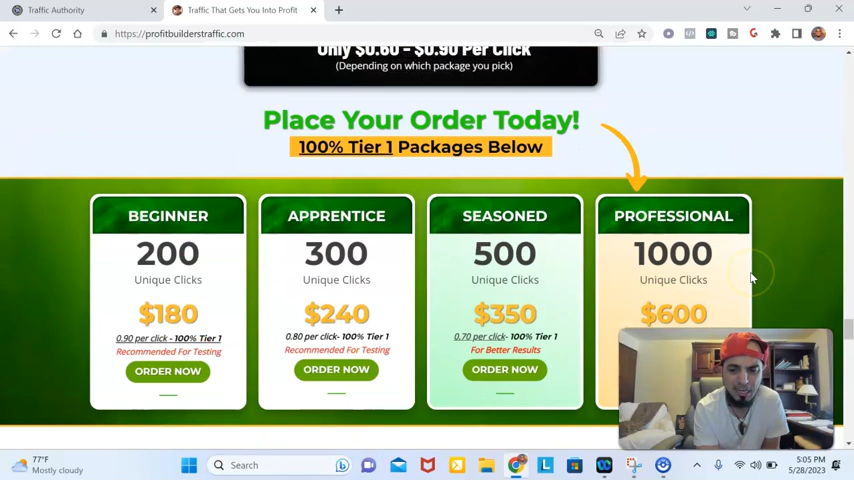 Traffic Authority
Traffic That Gets You Into Profit
https://profitbuilderstraffic.com
Only $0.60 - $0.90 Per Click
(Depending on which package you pick)
Place Your Order Today!
100% Tier 1 Packages Below
BEGINNER
200
Unique Clicks
$180
0.90 per click - 100% Tier 1
Recommended For Testing
ORDER NOW
APPRENTICE
300
Unique Clicks
$240
0.80 per click- 100% Tier 1
Recommended For Testing
ORDER NOW
SEASONED
500
Unique Clicks
$350
0.70 per click- 100% Tier 1
For Better Results
ORDER NOW
PROFESSIONAL
1000
Unique Clicks
$600
77°F
Mostly cloudy
Search
5:05 PM
5/28/2023